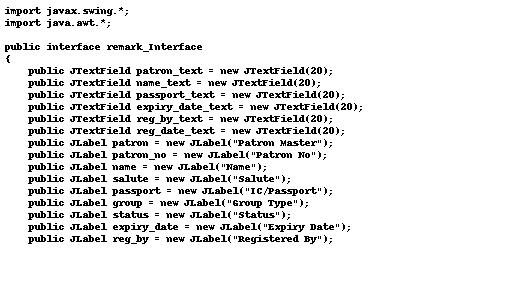 import javax.swing.*;
import java.awt.*;
public interface remark_Interface
{
public JTextField patron_text = new JTextField(20);
public JTextField name_text = new JTextField(20);
public JTextField passport_text = new JTextField(20);
public JTextField expiry_date_text = new JTextField(20);
public JTextField reg_by_text = new JTextField(20);
public JTextField reg_date_text = new JTextField(20);
public JLabel patron = new JLabel("Patron Master");
public JLabel patron_no = new JLabel("Patron No");
public JLabel name = new JLabel("Name");
public JLabel salute = new JLabel("Salute");
public JLabel passport = new JLabel("IC/Passport");
public JLabel group = new JLabel("Group Type");
public JLabel status = new JLabel("Status");
public JLabel expiry_date = new JLabel("Expiry Date");
public JLabel reg_by = new JLabel("Registered By");